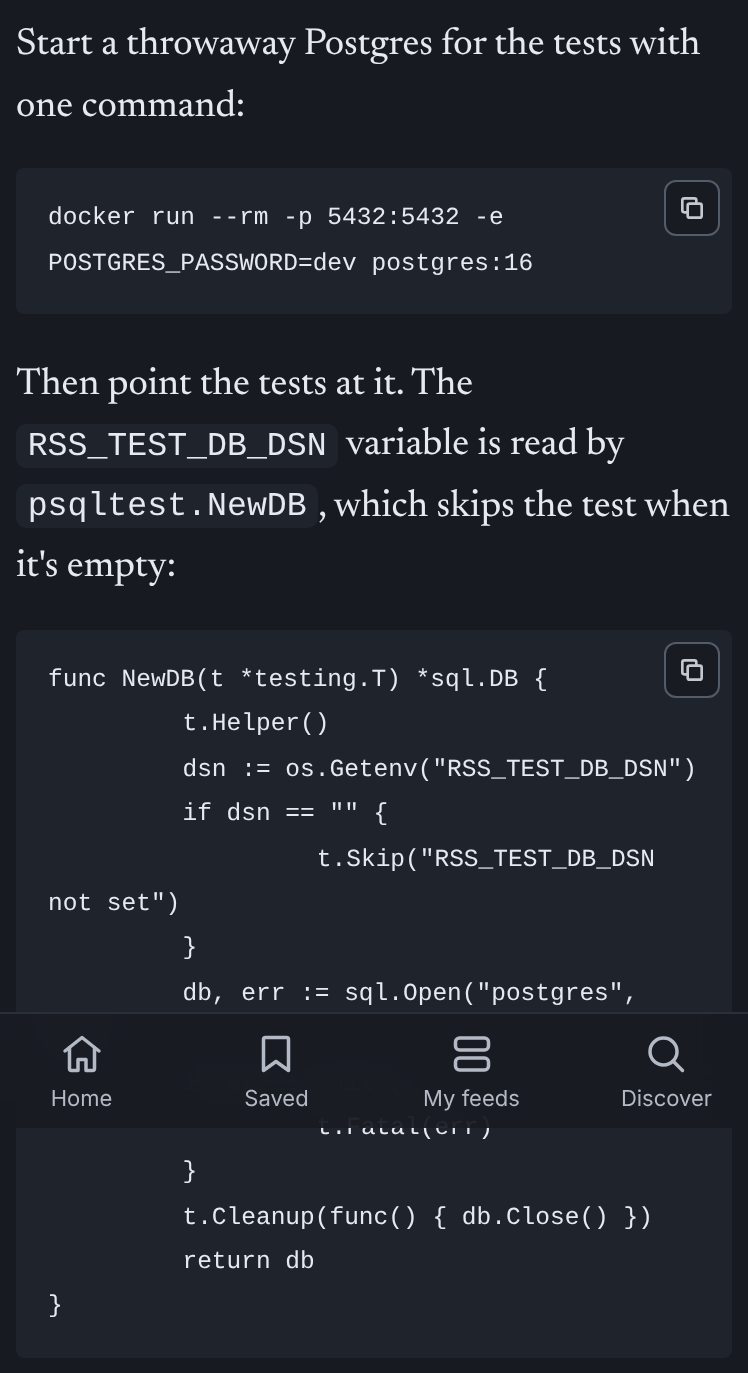 Start a throwaway Postgres for the tests with
one command:
docker run --rm -p 5432:5432 -e
POSTGRES_PASSWORD=dev postgres:16
Then point the tests at it. The
RSS_TEST_DB_DSN variable is read by
psqltest.NewDB, which skips the test when
it's empty:
func NewDB(t *testing.T) *sql.DB {
t.Helper()
dsn := os.Getenv("RSS_TEST_DB_DSN")
if dsn == "" {
t.Skip("RSS_TEST_DB_DSN
not set")
}
db, err := sql.Open("postgres",
Home Saved My feeds Discover
t.Fatal(err)
}
t.Cleanup(func() { db.Close() })
return db
}